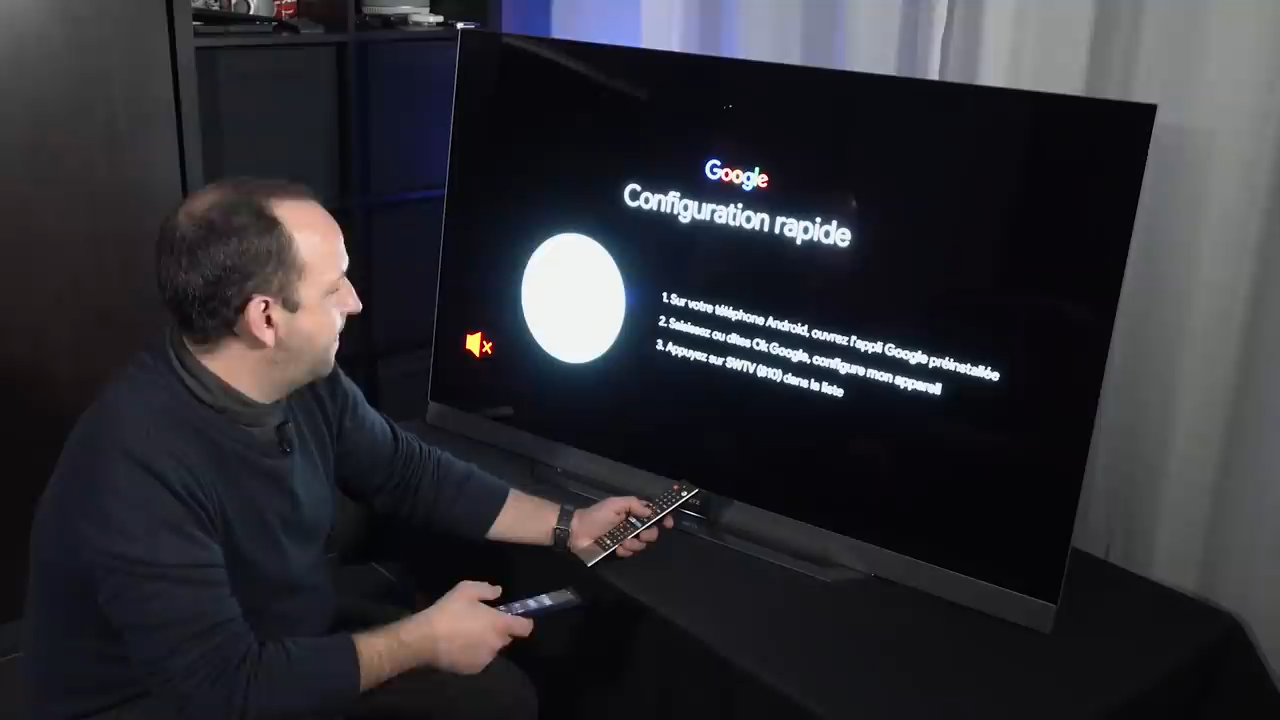 Google
Configuration rapide
1. Sur votre téléphone Android, ouvrez l'appli Google préinstallée
2. Saisissez ou dites Ok Google, configure mon appareil
3. Appuyez sur SWTV (810) dans la liste